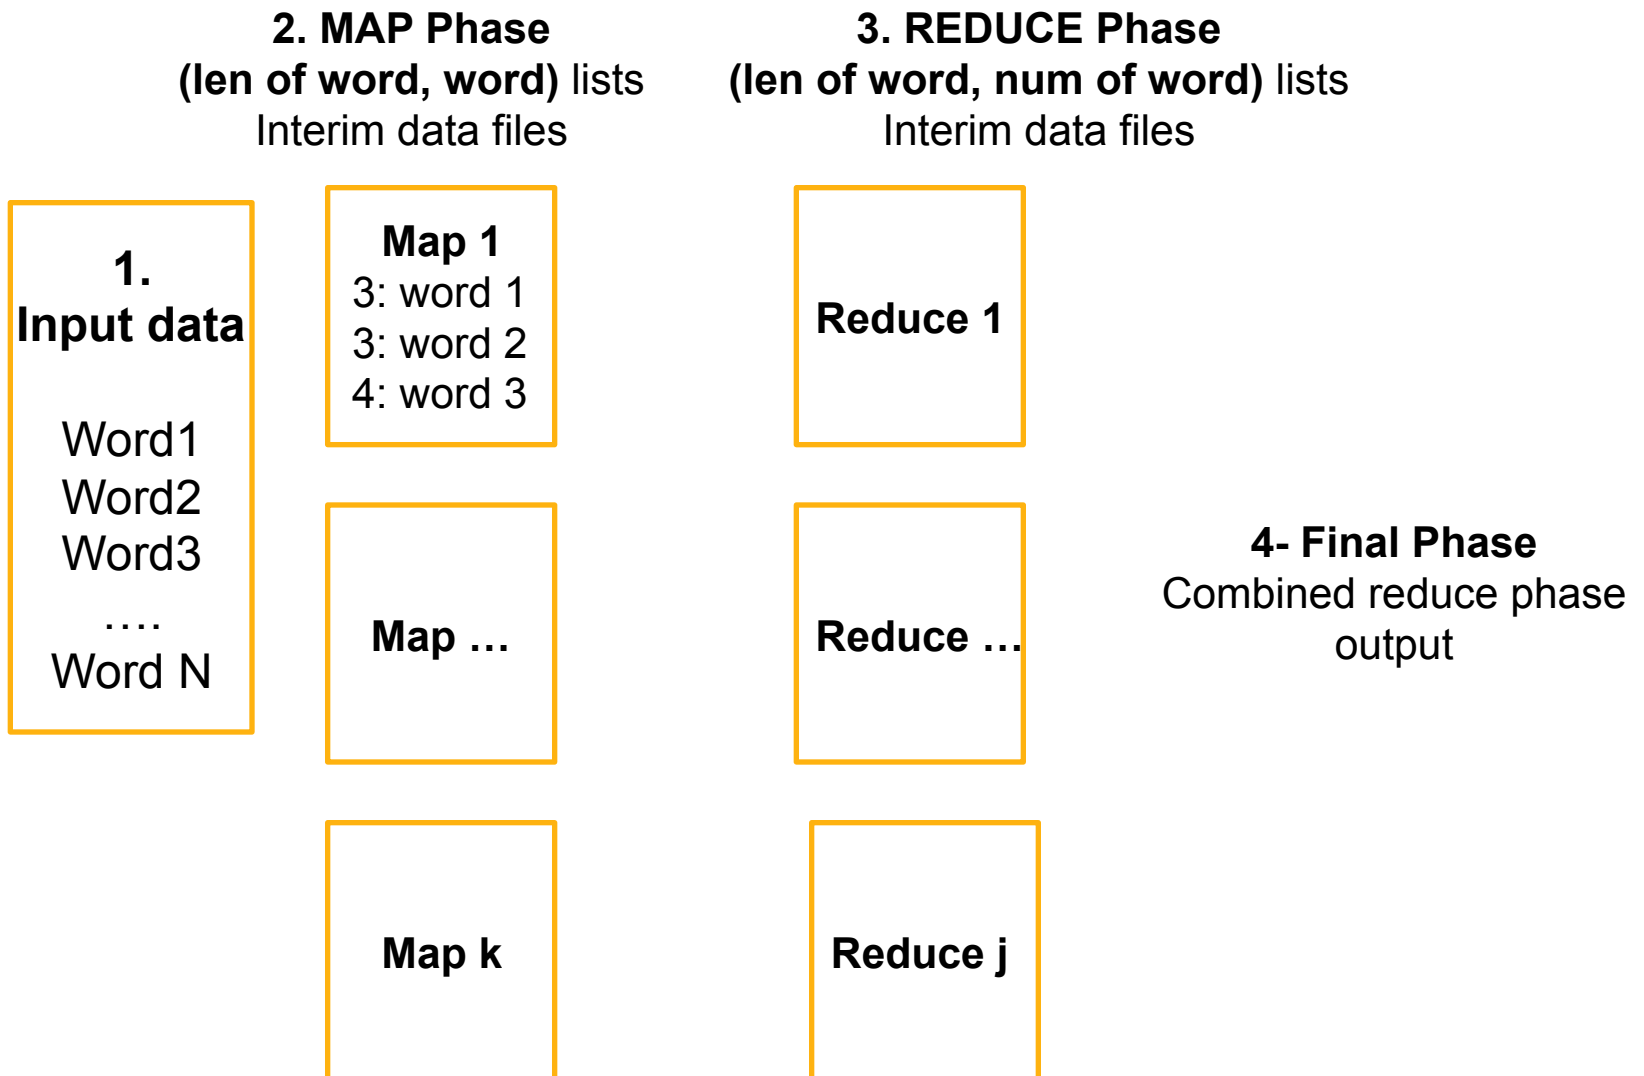 2. MAP Phase
(len of word, word) lists
Interim data files
3. REDUCE Phase
(len of word, num of word) lists
Interim data files
1.
Input data
Word1
Word2
Word3
….
Word N
Map 1
3: word 1
3: word 2
4: word 3
Map …
Map k
Reduce 1
Reduce …
Reduce j
4- Final Phase
Combined reduce phase
output